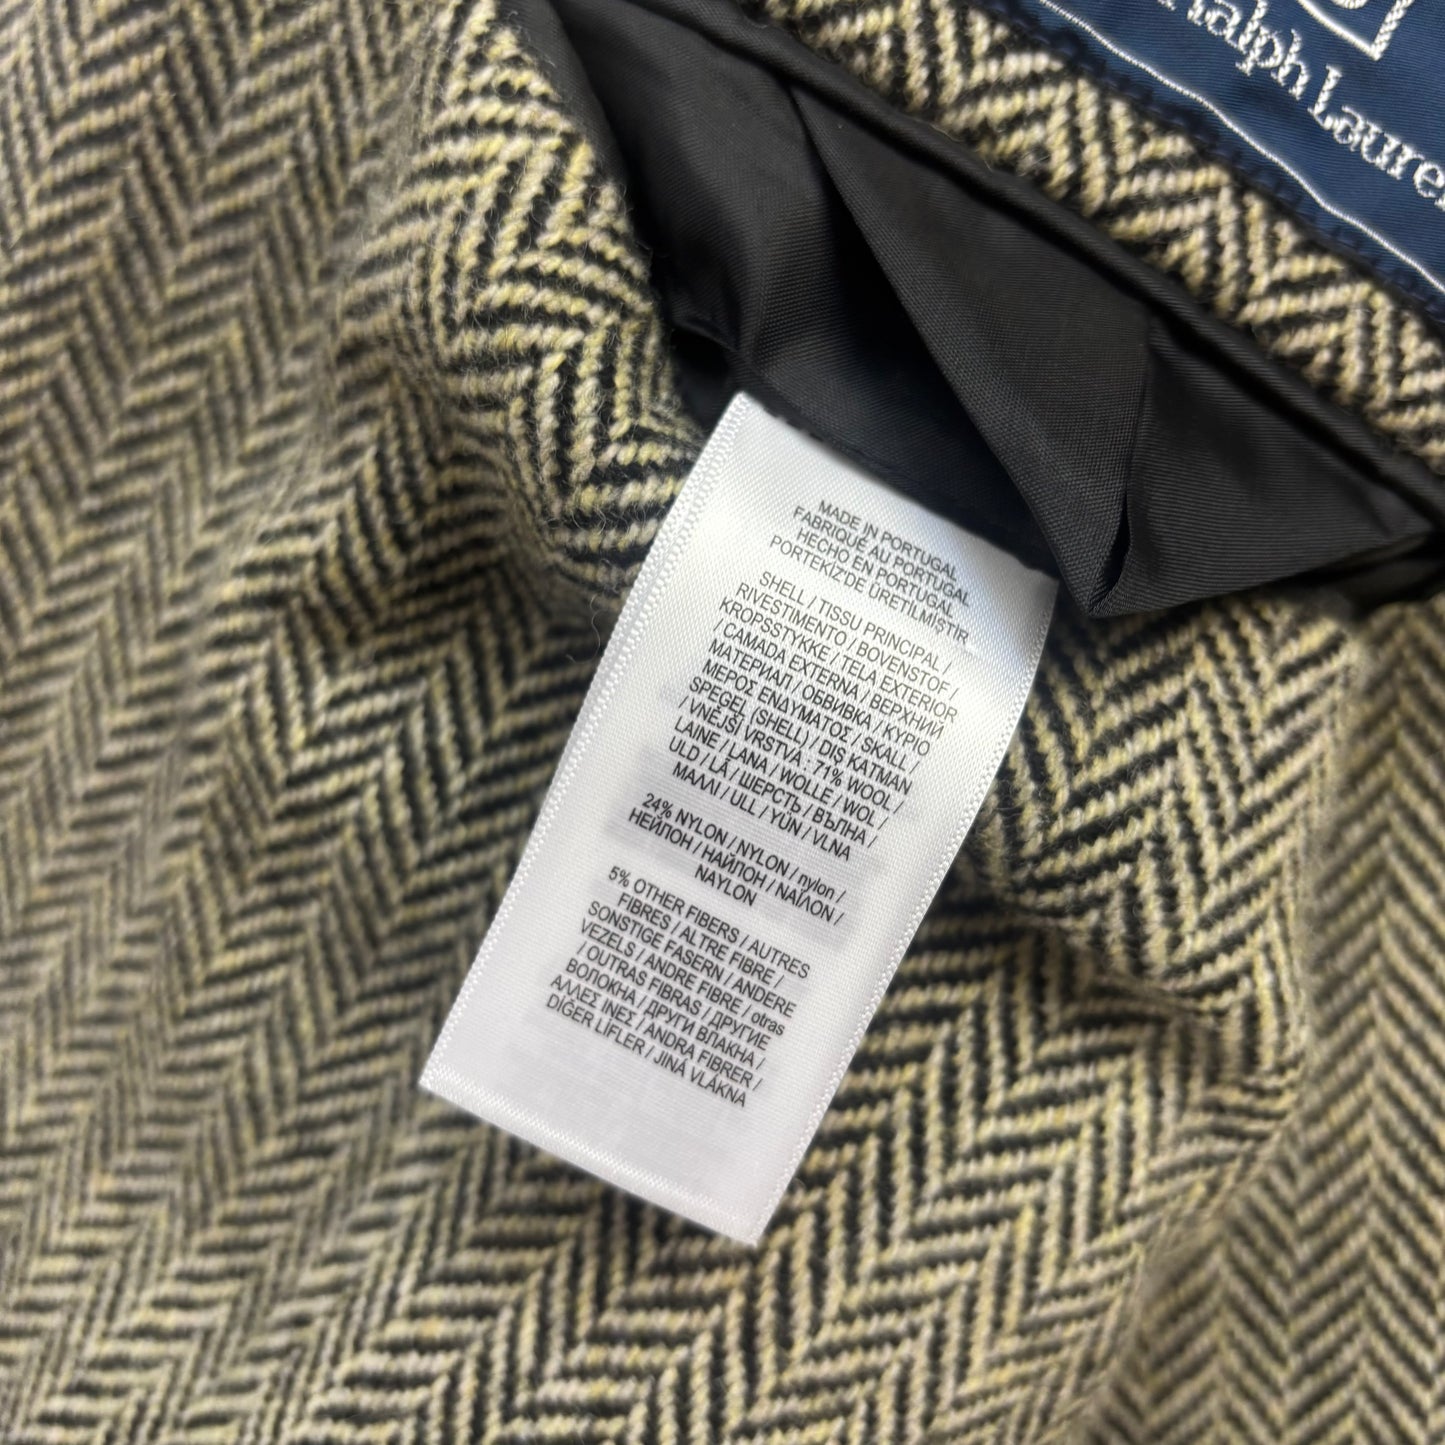 Ralph Lauren
MADE IN PORTUGAL
FABRIQUÉ AU PORTUGAL
HECHO EN PORTUGAL
PORTEKİZ'DE ÜRETİLMİŞTİR
SHELL / TISSU PRINCIPAL /
RIVESTIMENTO / BOVENSTOF /
KROPSSTYKKE / TELA EXTERIOR
/ CAMADA EXTERNA / ВЕРХНИЙ
МАТЕРИАЛ / ОБВИВКА / ΚΥΡΙΟ
ΜΕΡΟΣ ΕΝΔΥΜΑΤΟΣ / SKALL /
SPEGEL (SHELL) / DIŞ KATMAN
/ VNĚJŠÍ VRSTVA : 71% WOOL /
LAINE / LANA / WOLLE / WOL /
ULD / LÃ / ШЕРСТЬ / ВЪЛНА /
ΜΑΛΛΙ / ULL / YÜN / VLNA
24% NYLON / NYLON / nylon /
НЕЙЛОН / НАЙЛОН / ΝΑΪΛΟΝ /
NAYLON
5% OTHER FIBERS / AUTRES
FIBRES / ALTRE FIBRE /
SONSTIGE FASERN / ANDERE
VEZELS / ANDRE FIBRE / otras
/ OUTRAS FIBRAS / ДРУГИЕ
ВОЛОКНА / ДРУГИ ВЛАКНА /
ΑΛΛΕΣ ΙΝΕΣ / ANDRA FIBRER /
DİĞER LİFLER / JINÁ VLÁKNA